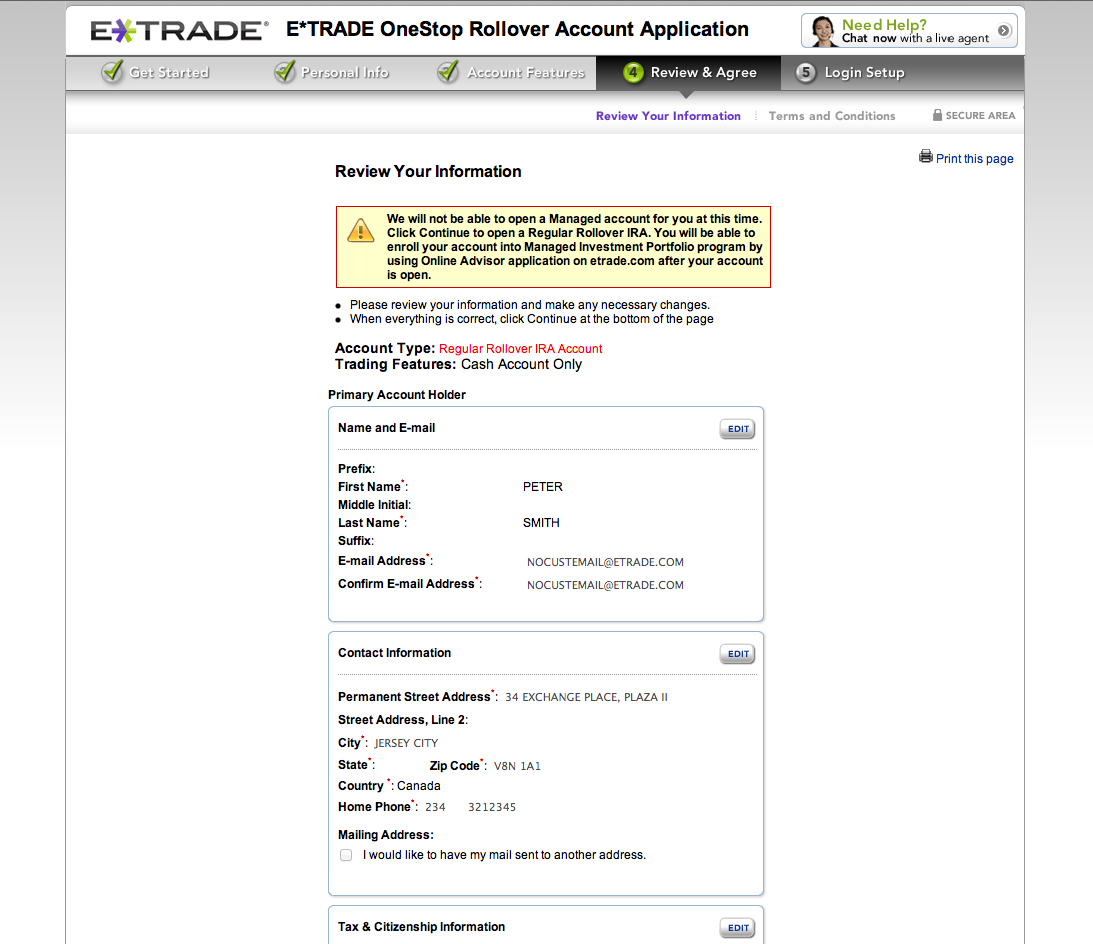 E*TRADE® E*TRADE OneStop Rollover Account Application
Need Help?
Chat now with a live agent
Get Started Personal Info Account Features 4 Review & Agree 5 Login Setup
Review Your Information Terms and Conditions SECURE AREA
Print this page
Review Your Information
We will not be able to open a Managed account for you at this time.
Click Continue to open a Regular Rollover IRA. You will be able to
enroll your account into Managed Investment Portfolio program by
using Online Advisor application on etrade.com after your account
is open.
• Please review your information and make any necessary changes.
• When everything is correct, click Continue at the bottom of the page
Account Type: Regular Rollover IRA Account
Trading Features: Cash Account Only
Primary Account Holder
Name and E-mail EDIT
Prefix:
First Name*: PETER
Middle Initial:
Last Name*: SMITH
Suffix:
E-mail Address*: NOCUSTEMAIL@ETRADE.COM
Confirm E-mail Address*: NOCUSTEMAIL@ETRADE.COM
Contact Information EDIT
Permanent Street Address*: 34 EXCHANGE PLACE, PLAZA II
Street Address, Line 2:
City*: JERSEY CITY
State*: Zip Code*: V8N 1A1
Country *: Canada
Home Phone*: 234 3212345
Mailing Address:
I would like to have my mail sent to another address.
Tax & Citizenship Information EDIT